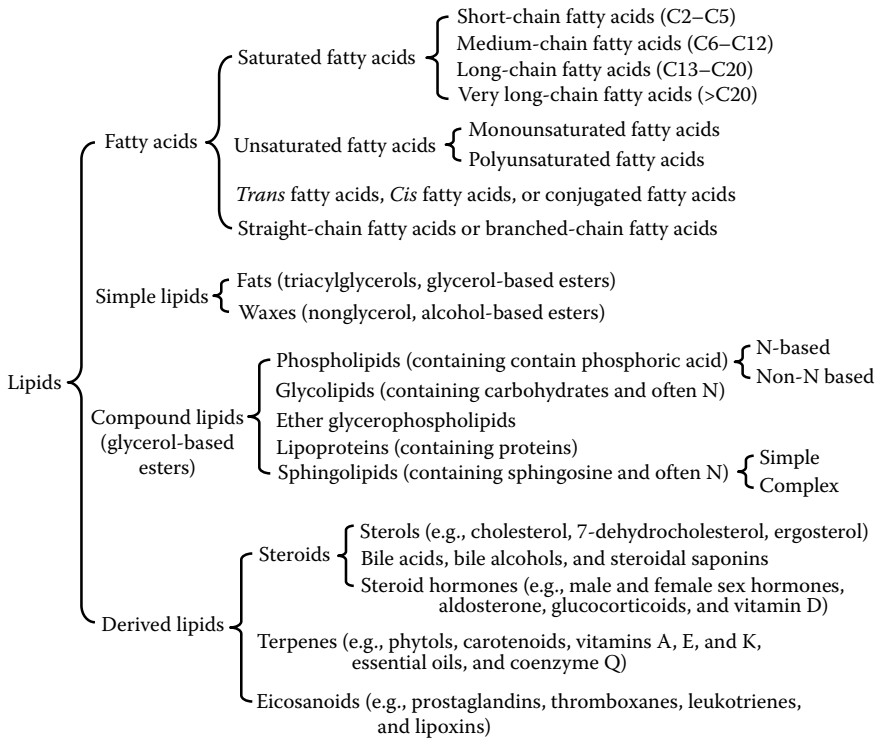 Short-chain fatty acids (C2–C5)
Saturated fatty acids
Medium-chain fatty acids (C6–C12)
Long-chain fatty acids (C13–C20)
Very long-chain fatty acids (>C20)
Fatty acids
Unsaturated fatty acids
Monounsaturated fatty acids
Polyunsaturated fatty acids
Trans fatty acids, Cis fatty acids, or conjugated fatty acids
Straight-chain fatty acids or branched-chain fatty acids
Simple lipids
Fats (triacylglycerols, glycerol-based esters)
Waxes (nonglycerol, alcohol-based esters)
Lipids
Compound lipids
(glycerol-based
esters)
Phospholipids (containing contain phosphoric acid)
N-based
Non-N based
Glycolipids (containing carbohydrates and often N)
Ether glycerophospholipids
Lipoproteins (containing proteins)
Sphingolipids (containing sphingosine and often N)
Simple
Complex
Derived lipids
Steroids
Sterols (e.g., cholesterol, 7-dehydrocholesterol, ergosterol)
Bile acids, bile alcohols, and steroidal saponins
Steroid hormones (e.g., male and female sex hormones,
aldosterone, glucocorticoids, and vitamin D)
Terpenes (e.g., phytols, carotenoids, vitamins A, E, and K,
essential oils, and coenzyme Q)
Eicosanoids (e.g., prostaglandins, thromboxanes, leukotrienes,
and lipoxins)